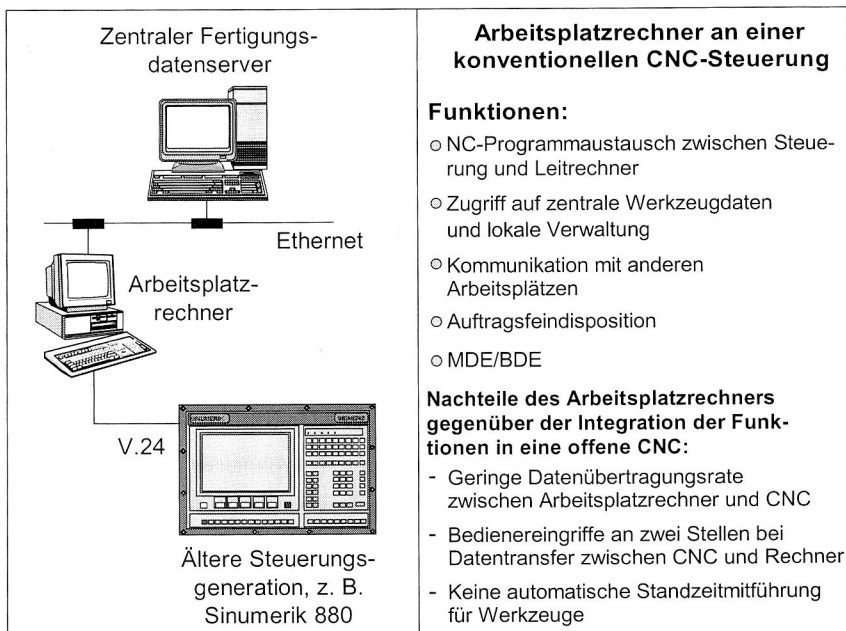 Zentraler Fertigungs-
datenserver
Ethernet
Arbeitsplatz-
rechner
V.24
SINUMERIK
SIEMENS
Ältere Steuerungs-
generation, z. B.
Sinumerik 880
Arbeitsplatzrechner an einer
konventionellen CNC-Steuerung
Funktionen:
○ NC-Programmaustausch zwischen Steue-
rung und Leitrechner
○ Zugriff auf zentrale Werkzeugdaten
und lokale Verwaltung
○ Kommunikation mit anderen
Arbeitsplätzen
○ Auftragsfeindisposition
○ MDE/BDE
Nachteile des Arbeitsplatzrechners
gegenüber der Integration der Funk-
tionen in eine offene CNC:
- Geringe Datenübertragungsrate
zwischen Arbeitsplatzrechner und CNC
- Bedienereingriffe an zwei Stellen bei
Datentransfer zwischen CNC und Rechner
- Keine automatische Standzeitmitführung
für Werkzeuge